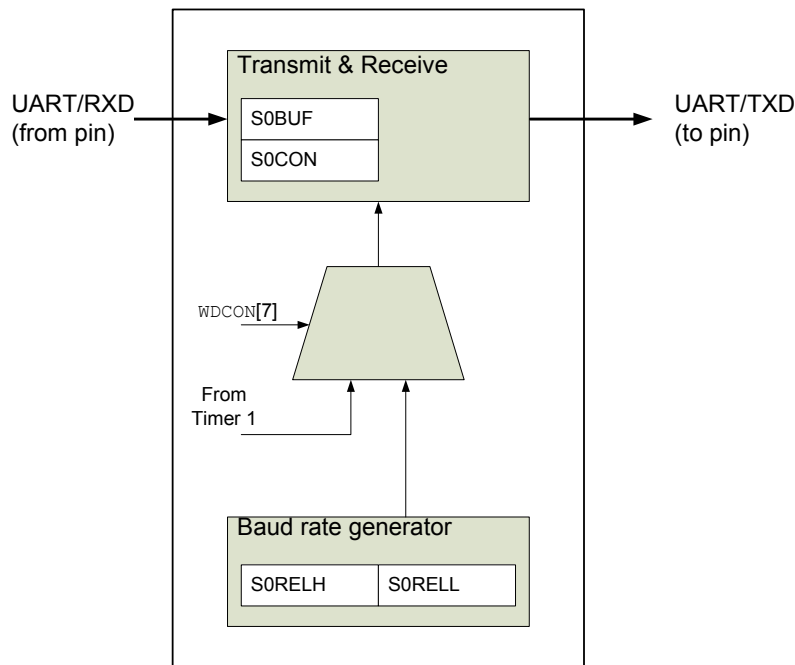 Transmit & Receive
UART/RXD
(from pin)
S0BUF
S0CON
UART/TXD
(to pin)
WDCON[7]
From
Timer 1
Baud rate generator
S0RELH
S0RELL